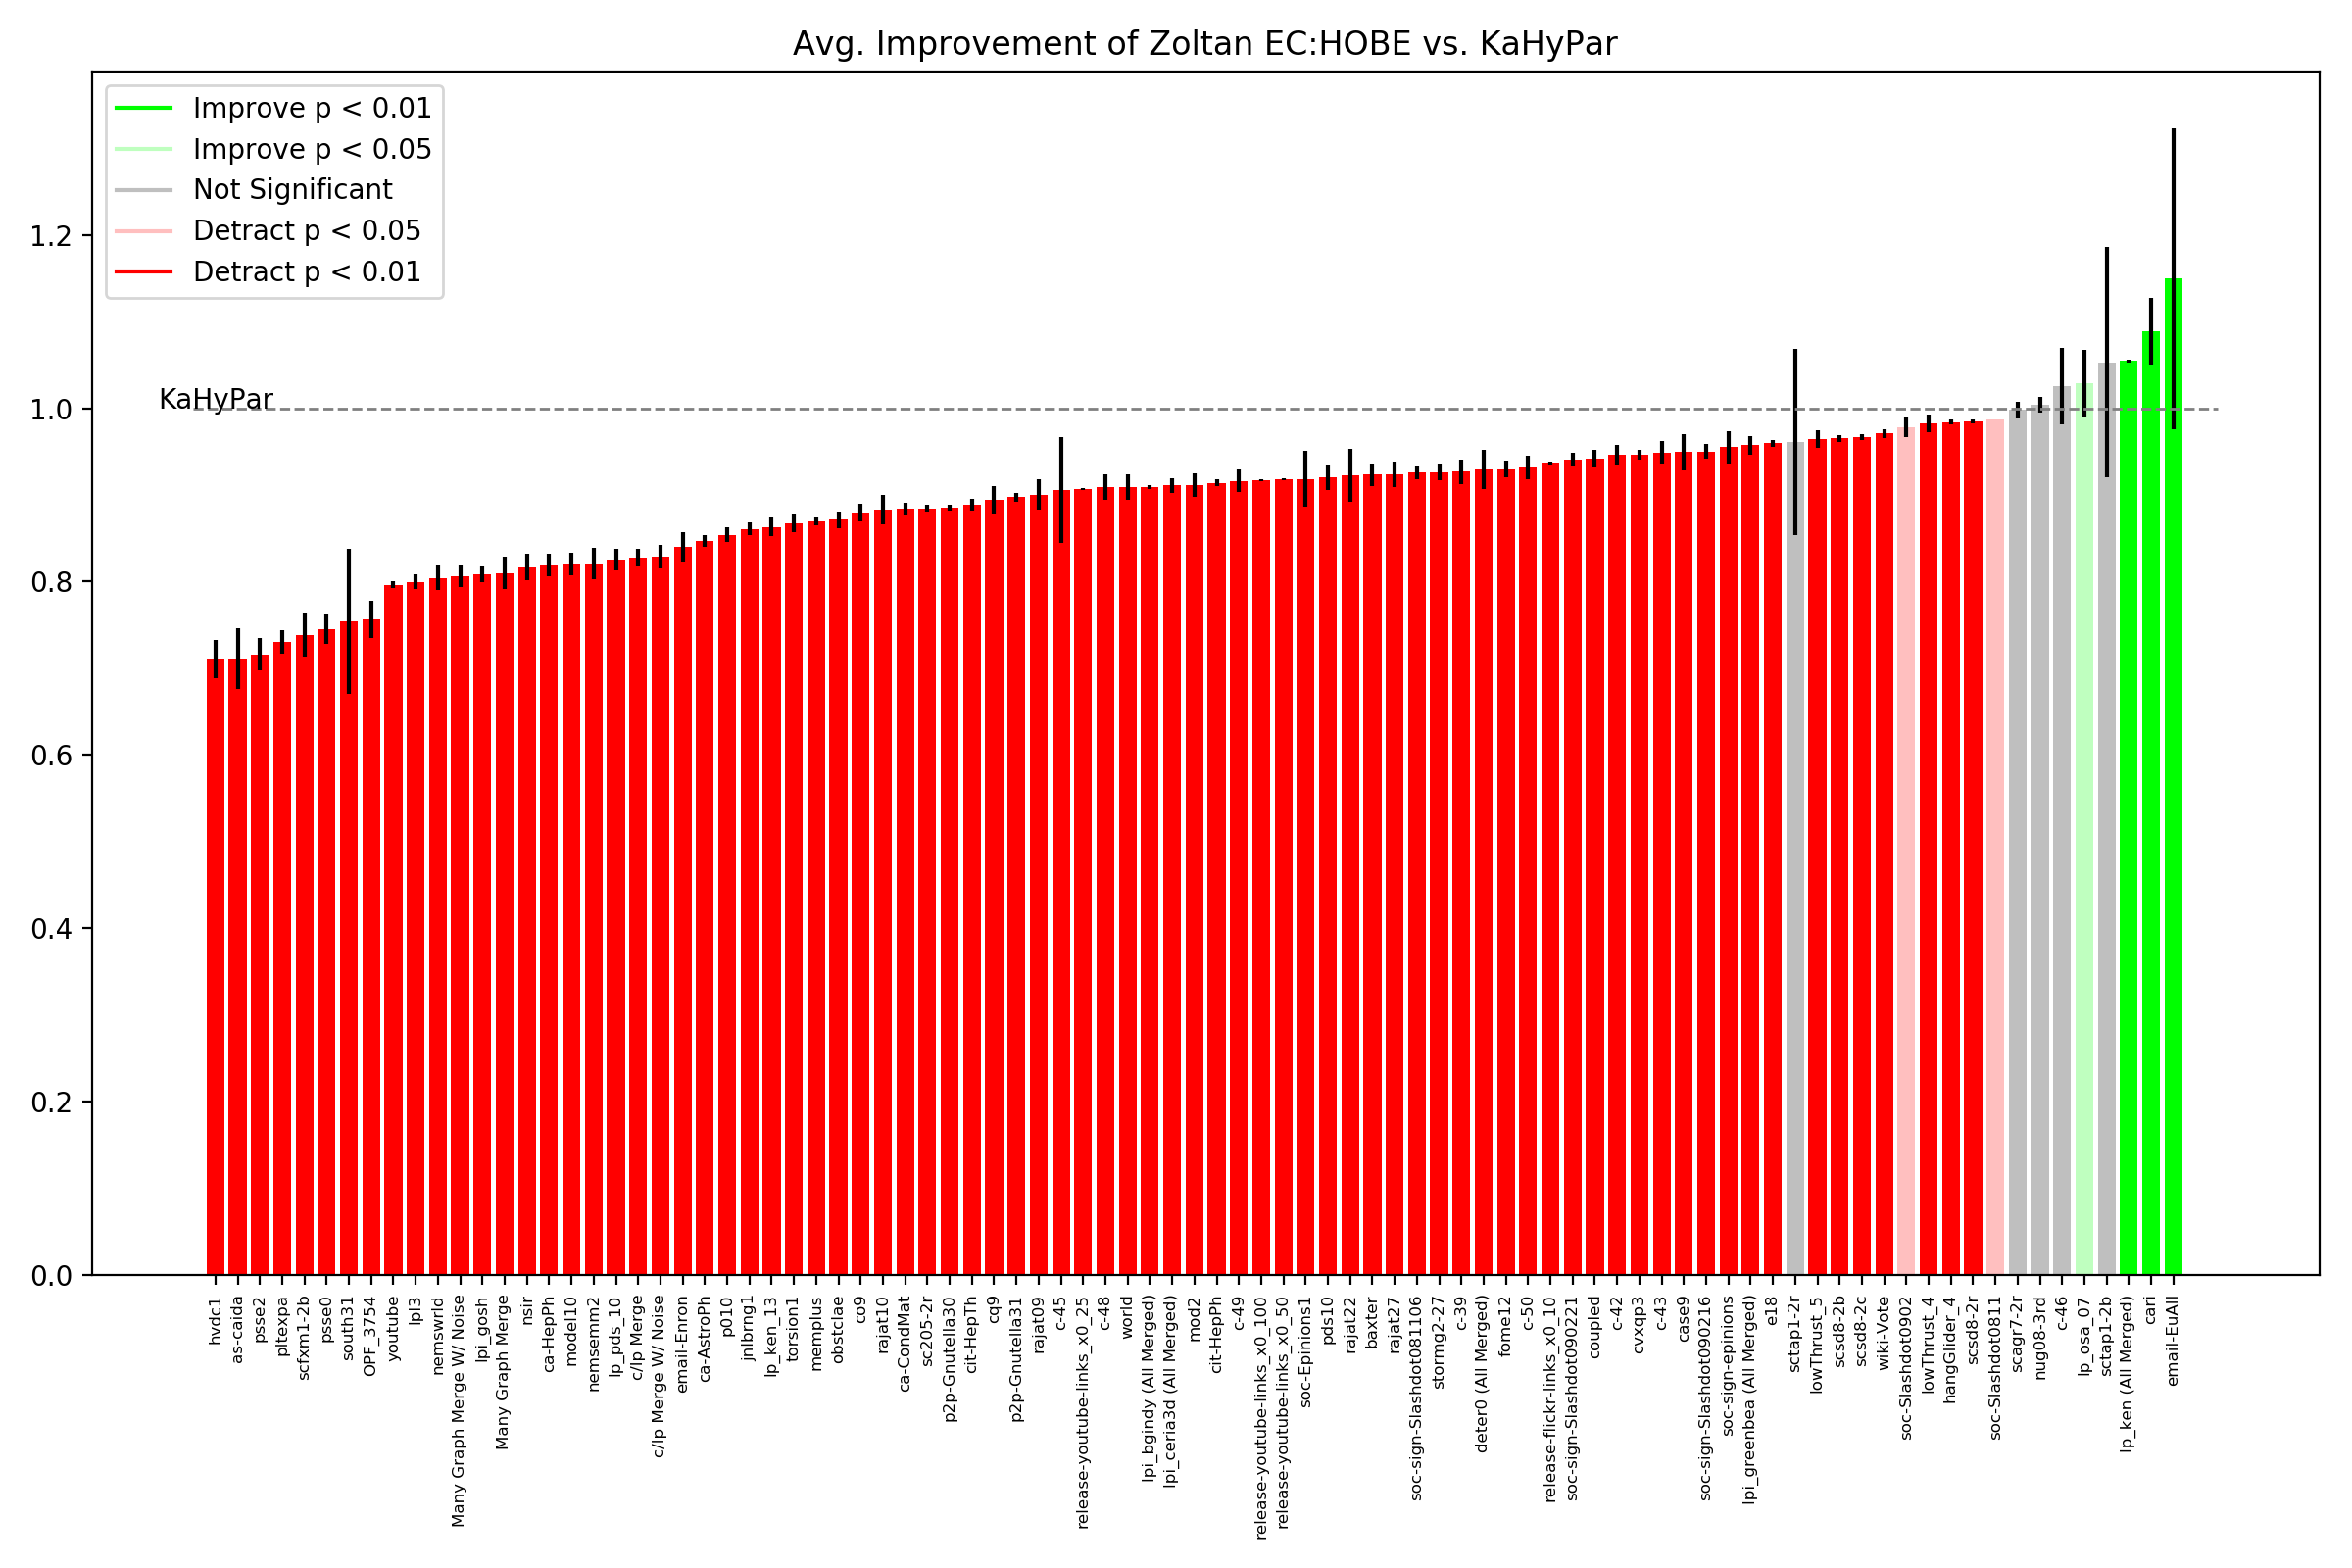 Avg. Improvement of Zoltan EC:HOBE vs. KaHyPar
Improve p < 0.01
Improve p < 0.05
Not Significant
Detract p < 0.05
Detract p < 0.01
KaHyPar
1.2
1.0
0.8
0.6
0.4
0.2
0.0
hvdc1
as-caida
psse2
pltexpa
scfxm1-2b
psse0
south31
OPF_3754
youtube
lpl3
nemswrld
Many Graph Merge W/ Noise
lpi_gosh
Many Graph Merge
nsir
ca-HepPh
model10
nemsemm2
lp_pds_10
c/lp Merge
c/lp Merge W/ Noise
email-Enron
ca-AstroPh
p010
jnlbrng1
lp_ken_13
torsion1
memplus
obstclae
co9
rajat10
ca-CondMat
sc205-2r
p2p-Gnutella30
cit-HepTh
cq9
p2p-Gnutella31
rajat09
c-45
release-youtube-links_x0_25
c-48
world
lpi_bgindy (All Merged)
lpi_ceria3d (All Merged)
mod2
cit-HepPh
c-49
release-youtube-links_x0_100
release-youtube-links_x0_50
soc-Epinions1
pds10
rajat22
baxter
rajat27
soc-sign-Slashdot081106
stormg2-27
c-39
deter0 (All Merged)
fome12
c-50
release-flickr-links_x0_10
soc-sign-Slashdot090221
coupled
c-42
cvxqp3
c-43
case9
soc-sign-Slashdot090216
soc-sign-epinions
lpi_greenbea (All Merged)
e18
sctap1-2r
lowThrust_5
scsd8-2b
scsd8-2c
wiki-Vote
soc-Slashdot0902
lowThrust_4
hangGlider_4
scsd8-2r
soc-Slashdot0811
scagr7-2r
nug08-3rd
c-46
lp_osa_07
sctap1-2b
lp_ken (All Merged)
cari
email-EuAll